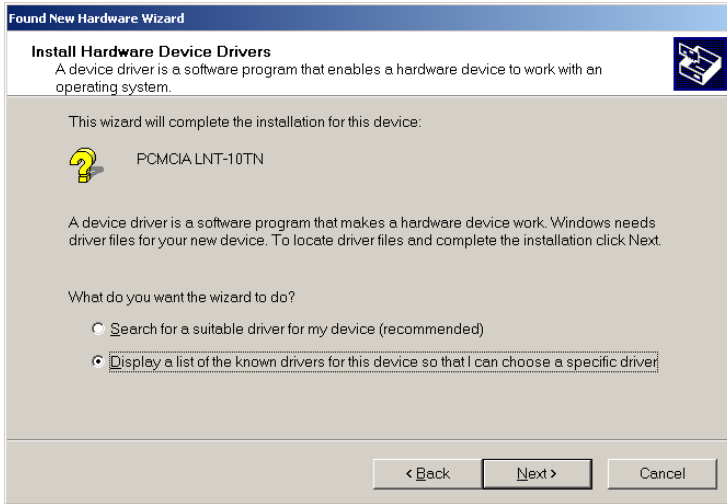 Found New Hardware Wizard
Install Hardware Device Drivers
A device driver is a software program that enables a hardware device to work with an
operating system.
This wizard will complete the installation for this device:
PCMCIA LNT-10TN
A device driver is a software program that makes a hardware device work. Windows needs
driver files for your new device. To locate driver files and complete the installation click Next.
What do you want the wizard to do?
Search for a suitable driver for my device (recommended)
Display a list of the known drivers for this device so that I can choose a specific driver
< Back Next > Cancel